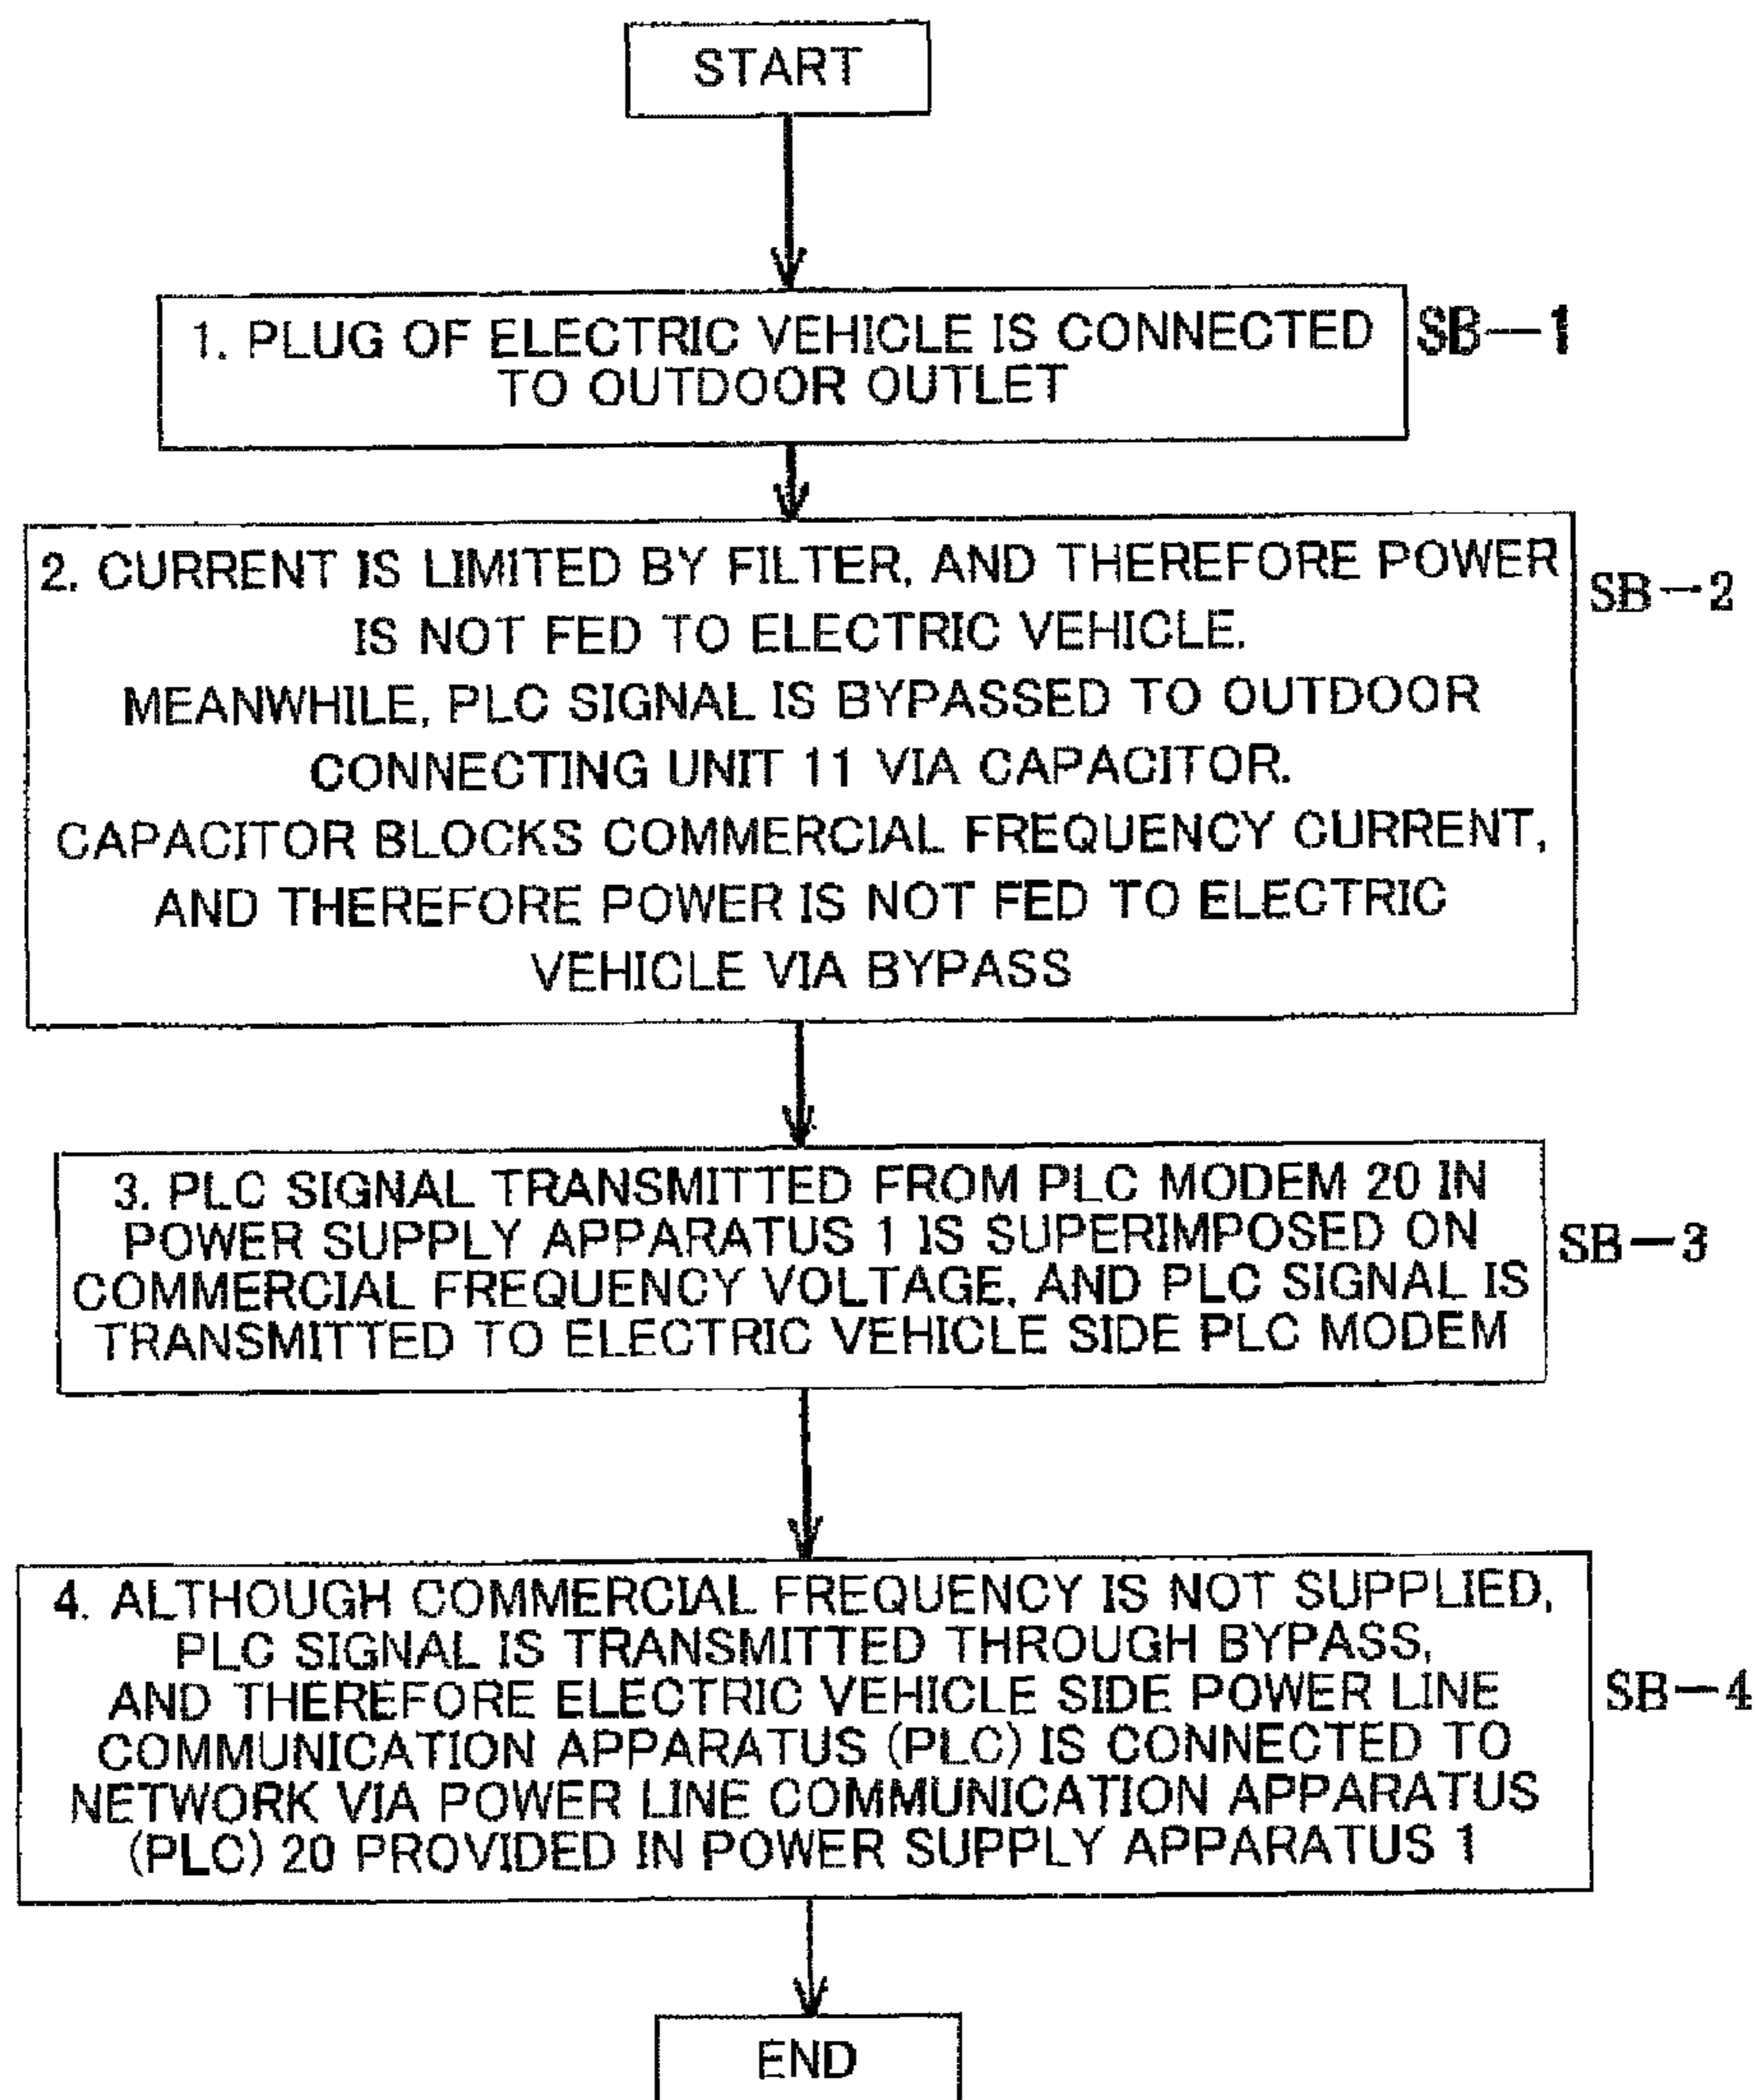 START
1. PLUG OF ELECTRIC VEHICLE IS CONNECTED
TO OUTDOOR OUTLET
SB-1
2. CURRENT IS LIMITED BY FILTER, AND THEREFORE POWER
IS NOT FED TO ELECTRIC VEHICLE.
MEANWHILE, PLC SIGNAL IS BYPASSED TO OUTDOOR
CONNECTING UNIT 11 VIA CAPACITOR.
CAPACITOR BLOCKS COMMERCIAL FREQUENCY CURRENT,
AND THEREFORE POWER IS NOT FED TO ELECTRIC
VEHICLE VIA BYPASS
SB-2
3. PLC SIGNAL TRANSMITTED FROM PLC MODEM 20 IN
POWER SUPPLY APPARATUS 1 IS SUPERIMPOSED ON
COMMERCIAL FREQUENCY VOLTAGE, AND PLC SIGNAL IS
TRANSMITTED TO ELECTRIC VEHICLE SIDE PLC MODEM
SB-3
4. ALTHOUGH COMMERCIAL FREQUENCY IS NOT SUPPLIED,
PLC SIGNAL IS TRANSMITTED THROUGH BYPASS,
AND THEREFORE ELECTRIC VEHICLE SIDE POWER LINE
COMMUNICATION APPARATUS (PLC) IS CONNECTED TO
NETWORK VIA POWER LINE COMMUNICATION APPARATUS
(PLC) 20 PROVIDED IN POWER SUPPLY APPARATUS 1
SB-4
END